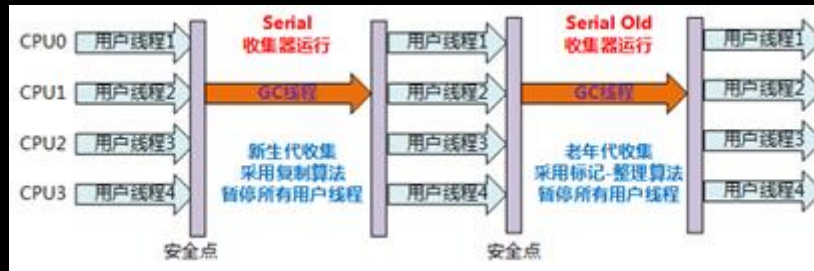 Serial
收集器运行
Serial Old
收集器运行
CPU0 用户线程1 用户线程1 用户线程1
CPU1 用户线程2 GC线程 用户线程2 GC线程 用户线程2
CPU2 用户线程3 用户线程3 用户线程3
CPU3 用户线程4 用户线程4 用户线程4
新生代收集
采用复制算法
暂停所有用户线程
老年代收集
采用标记-整理算法
暂停所有用户线程
安全点
安全点